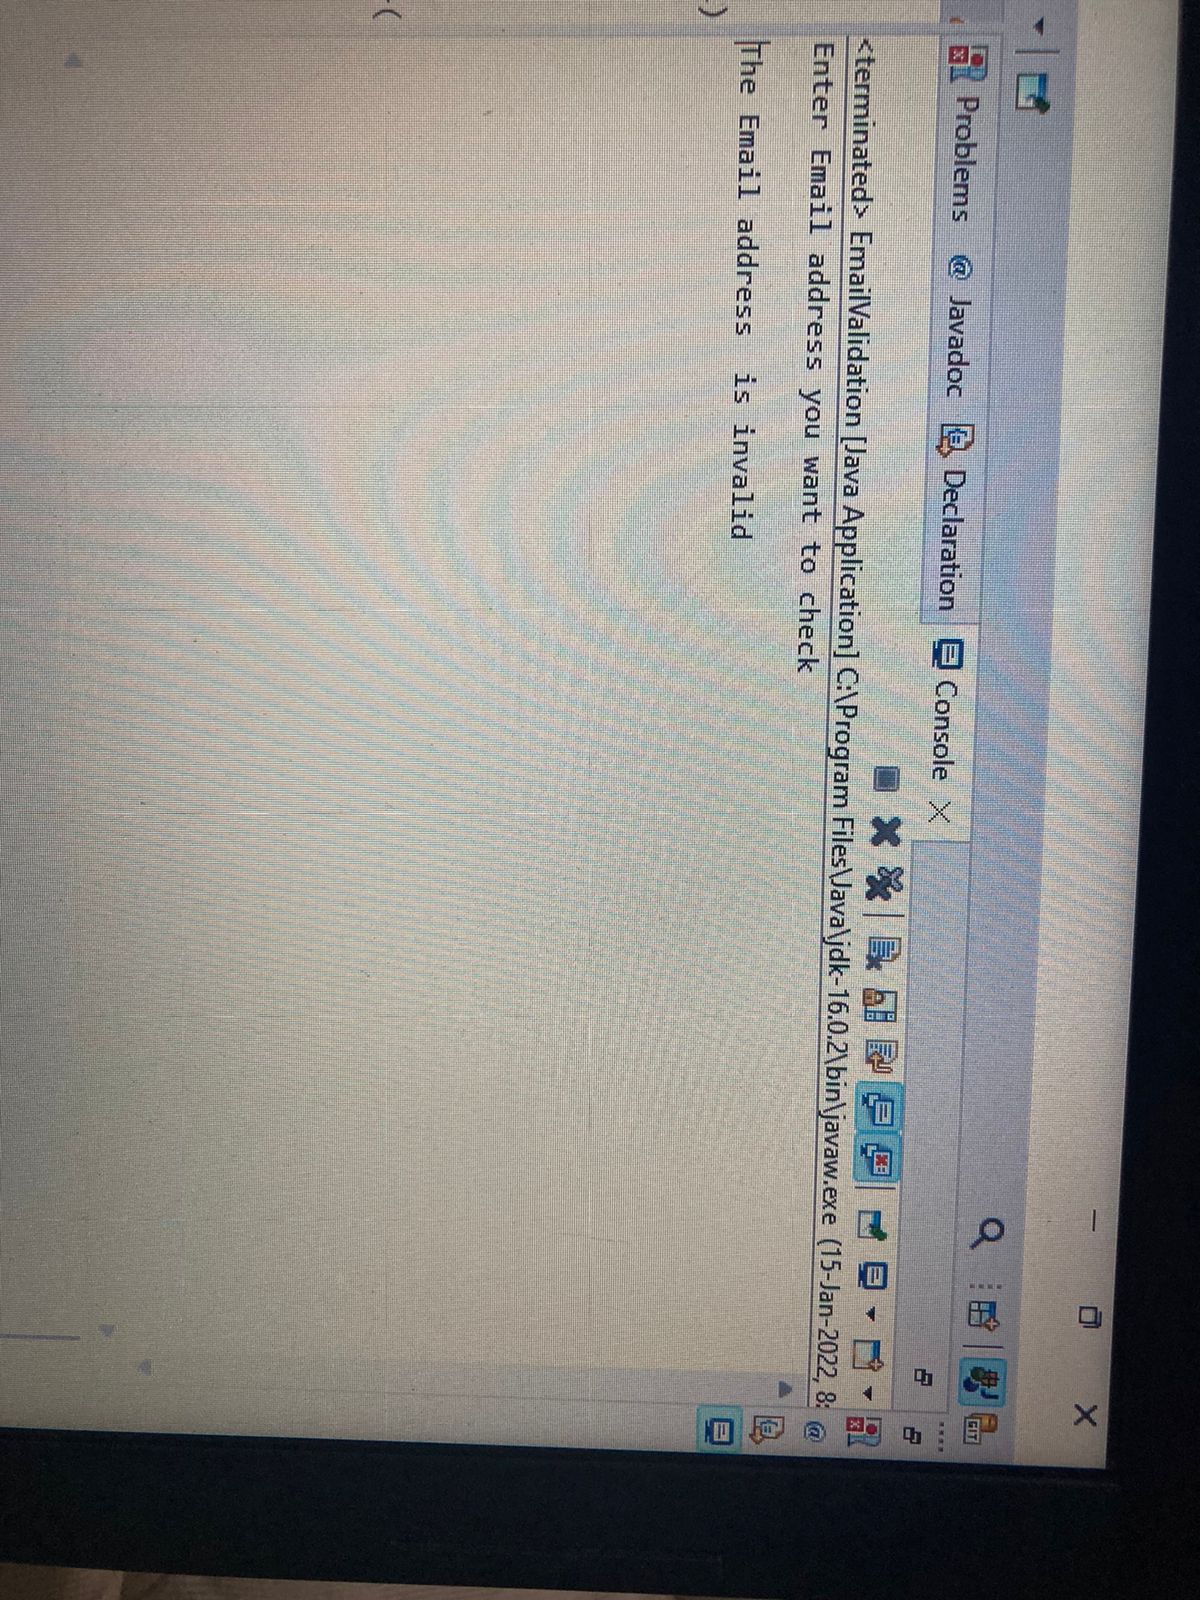 Problems @ Javadoc Declaration Console
<terminated> EmailValidation [Java Application] C:\Program Files\Java\jdk-16.0.2\bin\javaw.exe (15-Jan-2022, 8:
Enter Email address you want to check
The Email address  is invalid
GIT